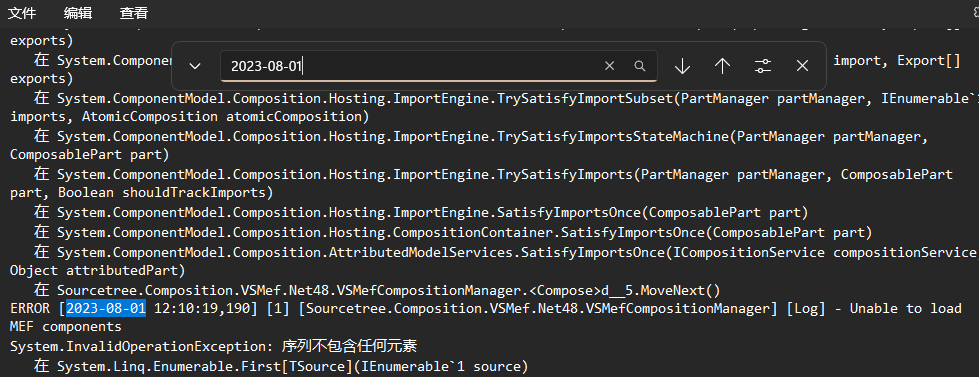 文件 编辑 查看
exports)
在 System.Compone
import, Export[]
2023-08-01
exports)
在 System.ComponentModel.Composition.Hosting.ImportEngine.TrySatisfyImportSubset(PartManager partManager, IEnumerable`1
imports, AtomicComposition atomicComposition)
在 System.ComponentModel.Composition.Hosting.ImportEngine.TrySatisfyImportsStateMachine(PartManager partManager,
ComposablePart part)
在 System.ComponentModel.Composition.Hosting.ImportEngine.TrySatisfyImports(PartManager partManager, ComposablePart
part, Boolean shouldTrackImports)
在 System.ComponentModel.Composition.Hosting.ImportEngine.SatisfyImportsOnce(ComposablePart part)
在 System.ComponentModel.Composition.Hosting.CompositionContainer.SatisfyImportsOnce(ComposablePart part)
在 System.ComponentModel.Composition.AttributedModelServices.SatisfyImportsOnce(ICompositionService compositionService
Object attributedPart)
在 Sourcetree.Composition.VSMef.Net48.VSMefCompositionManager.<Compose>d__5.MoveNext()
ERROR [2023-08-01 12:10:19,190] [1] [Sourcetree.Composition.VSMef.Net48.VSMefCompositionManager] [Log] - Unable to load
MEF components
System.InvalidOperationException: 序列不包含任何元素
在 System.Linq.Enumerable.First[TSource](IEnumerable`1 source)